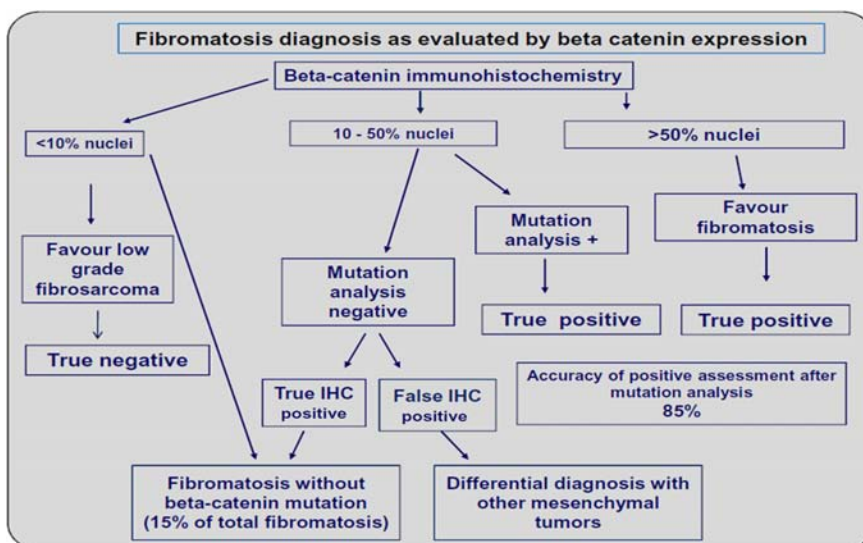 Fibromatosis diagnosis as evaluated by beta catenin expression
Beta-catenin immunohistochemistry
<10% nuclei
10 - 50% nuclei
>50% nuclei
Favour low
grade
fibrosarcoma
True negative
Mutation
analysis
negative
Mutation
analysis +
True positive
Favour
fibromatosis
True positive
True IHC
positive
False IHC
positive
Accuracy of positive assessment after
mutation analysis
85%
Fibromatosis without
beta-catenin mutation
(15% of total fibromatosis)
Differential diagnosis with
other mesenchymal
tumors